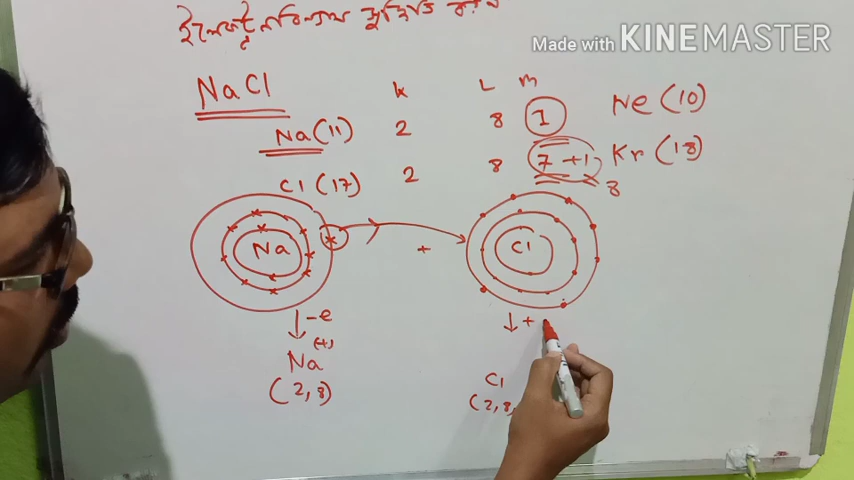 Made with KINEMASTER
NaCl K L M
Na (11) 2 8 1 Ne (10)
Cl (17) 2 8 7 +1 8 Kr (18)
Na + Cl
-e +
Na (+) Cl
(2, 8) (2, 8,